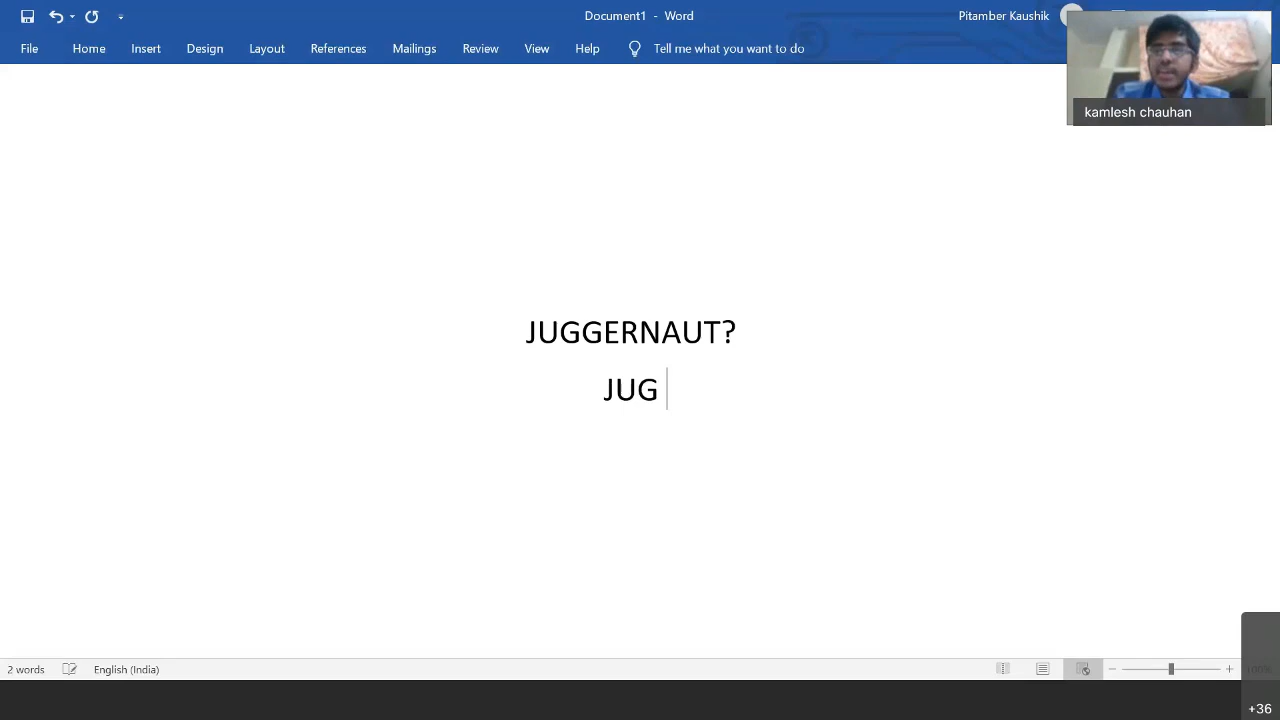 Document1 - Word
Pitamber Kaushik
File Home Insert Design Layout References Mailings Review View Help Tell me what you want to do
kamlesh chauhan
JUGGERNAUT?
JUG
2 words English (India)
100%
+36